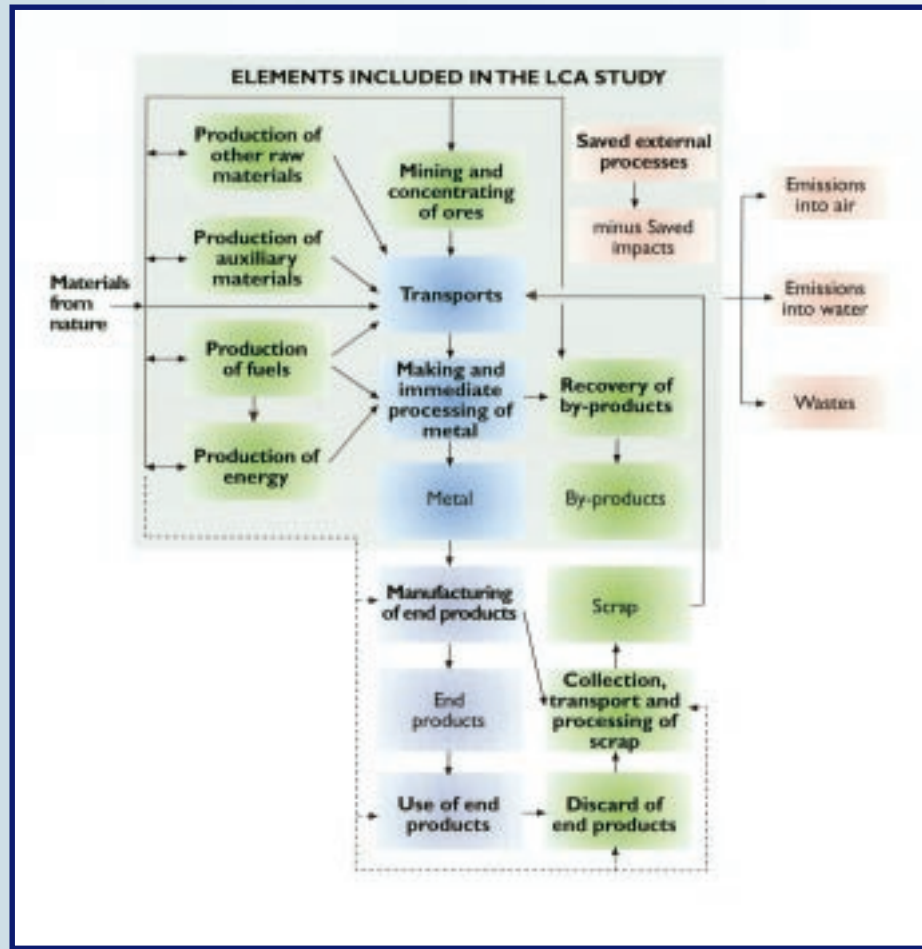 ELEMENTS INCLUDED IN THE LCA STUDY
Production of
other raw
materials
Mining and
concentrating
of ores
Saved external
processes
minus Saved
impacts
Emissions
into air
Production of
auxiliary
materials
Materials
from
nature
Transports
Emissions
into water
Production
of fuels
Making and
immediate
processing of
metal
Recovery of
by-products
Wastes
Production of
energy
Metal
By-products
Manufacturing
of end products
Scrap
End
products
Collection,
transport and
processing of
scrap
Use of end
products
Discard of
end products